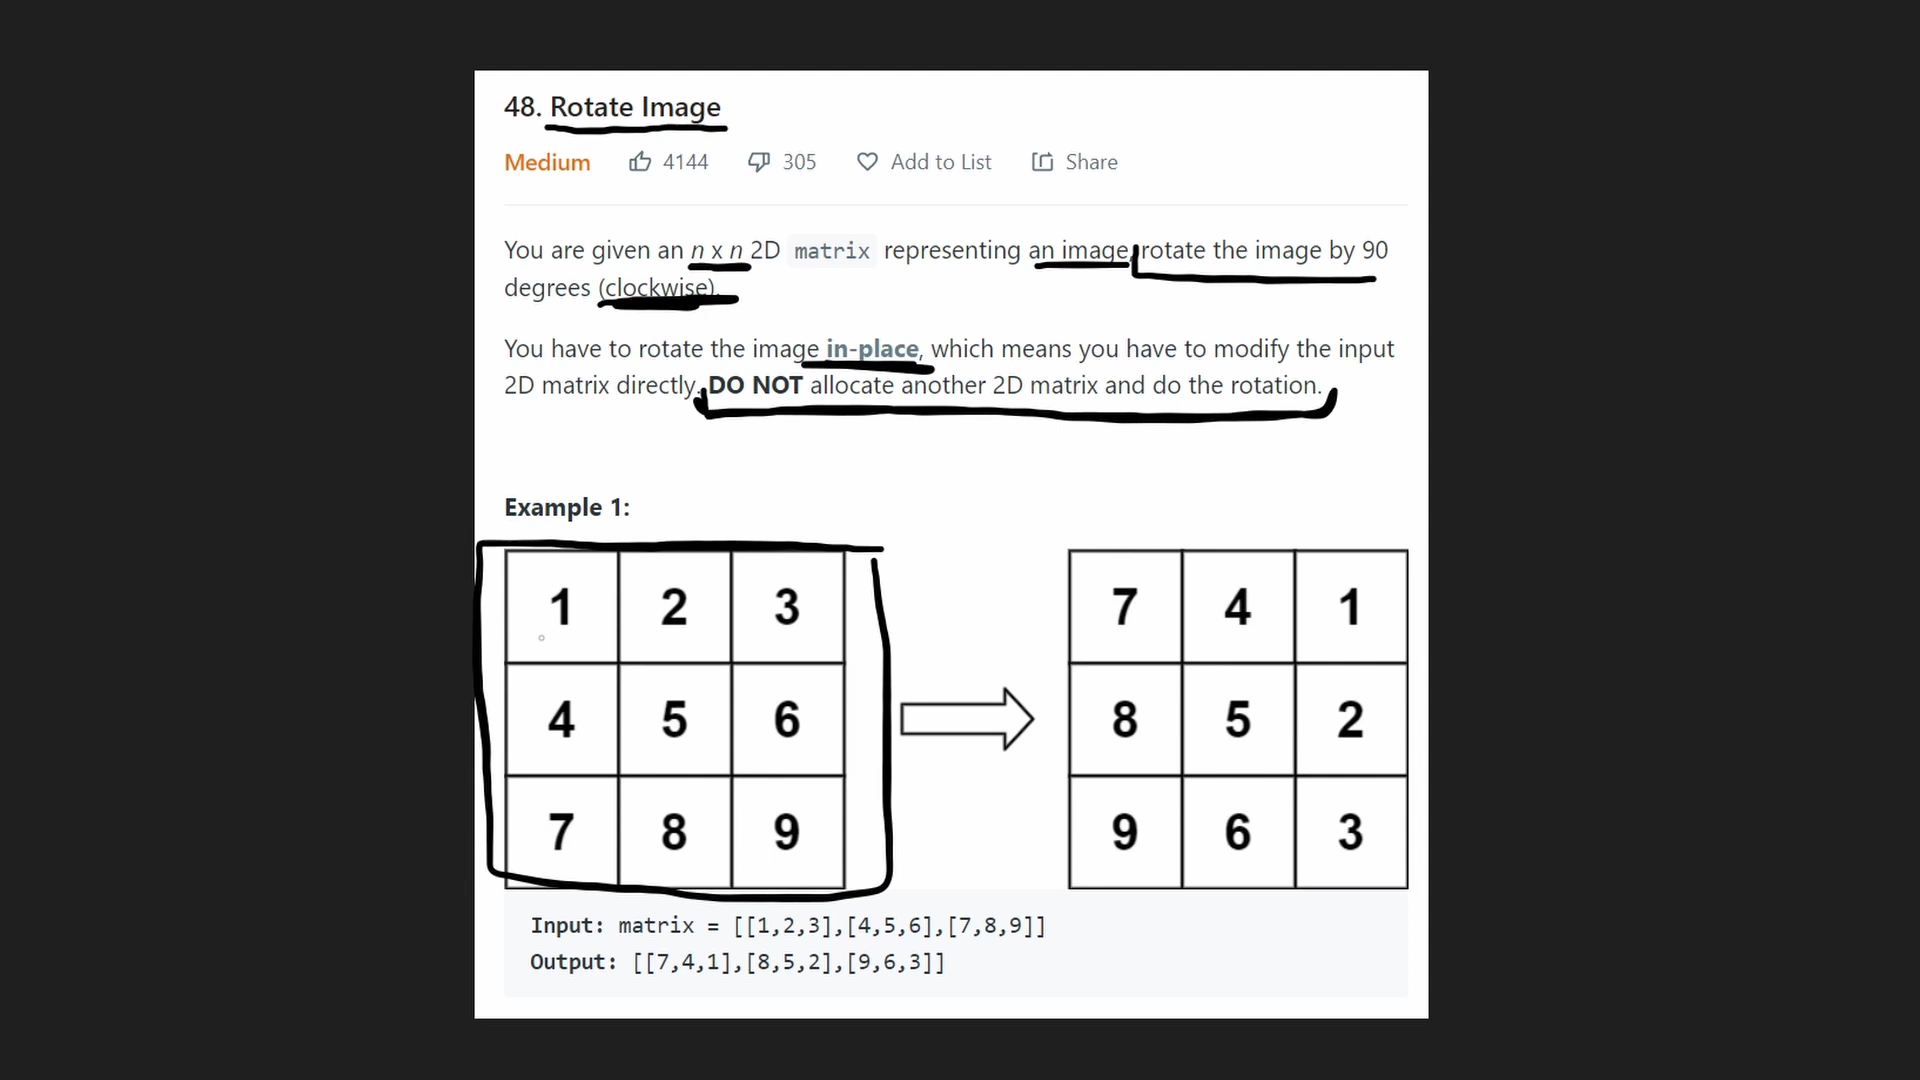 48. Rotate Image
Medium 4144 305 Add to List Share
You are given an n x n 2D matrix representing an image, rotate the image by 90
degrees (clockwise).
You have to rotate the image in-place, which means you have to modify the input
2D matrix directly. DO NOT allocate another 2D matrix and do the rotation.
Example 1:
1 2 3 7 4 1
4 5 6 8 5 2
7 8 9 9 6 3
Input: matrix = [[1,2,3],[4,5,6],[7,8,9]]
Output: [[7,4,1],[8,5,2],[9,6,3]]